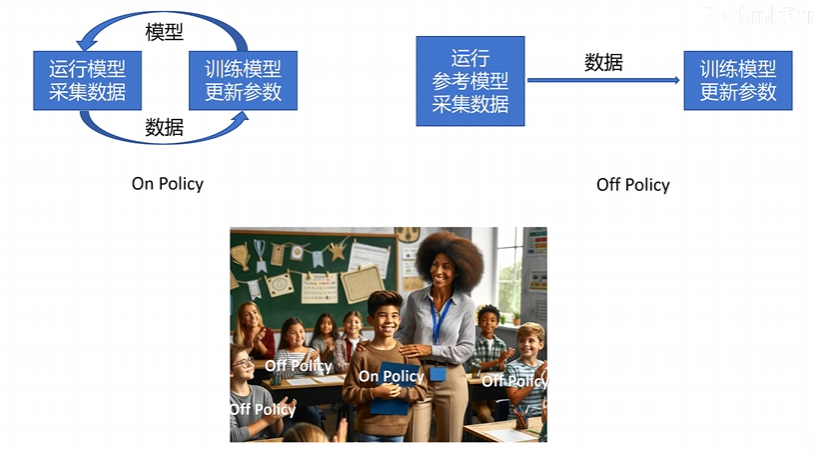 模型
运行模型
采集数据
训练模型
更新参数
数据
On Policy
运行
参考模型
采集数据
数据
训练模型
更新参数
Off Policy
Off Policy
On Policy
Off Policy
Off Policy